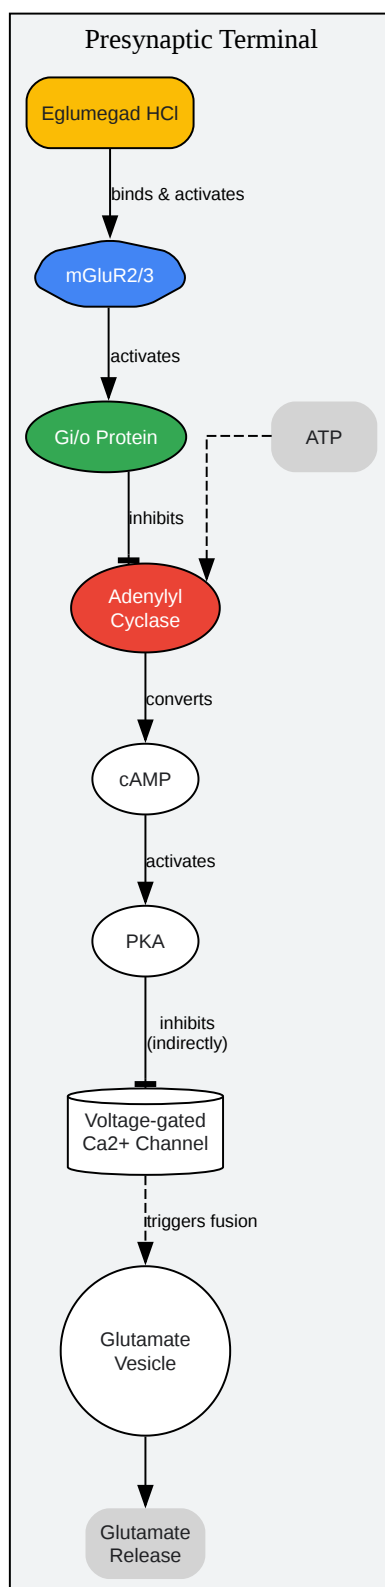 Presynaptic Terminal
Eglumegad HCl
binds & activates
mGluR2/3
activates
Gi/o Protein
ATP
inhibits
Adenylyl
Cyclase
converts
cAMP
activates
PKA
inhibits
(indirectly)
Voltage-gated
Ca2+ Channel
triggers fusion
Glutamate
Vesicle
Glutamate
Release